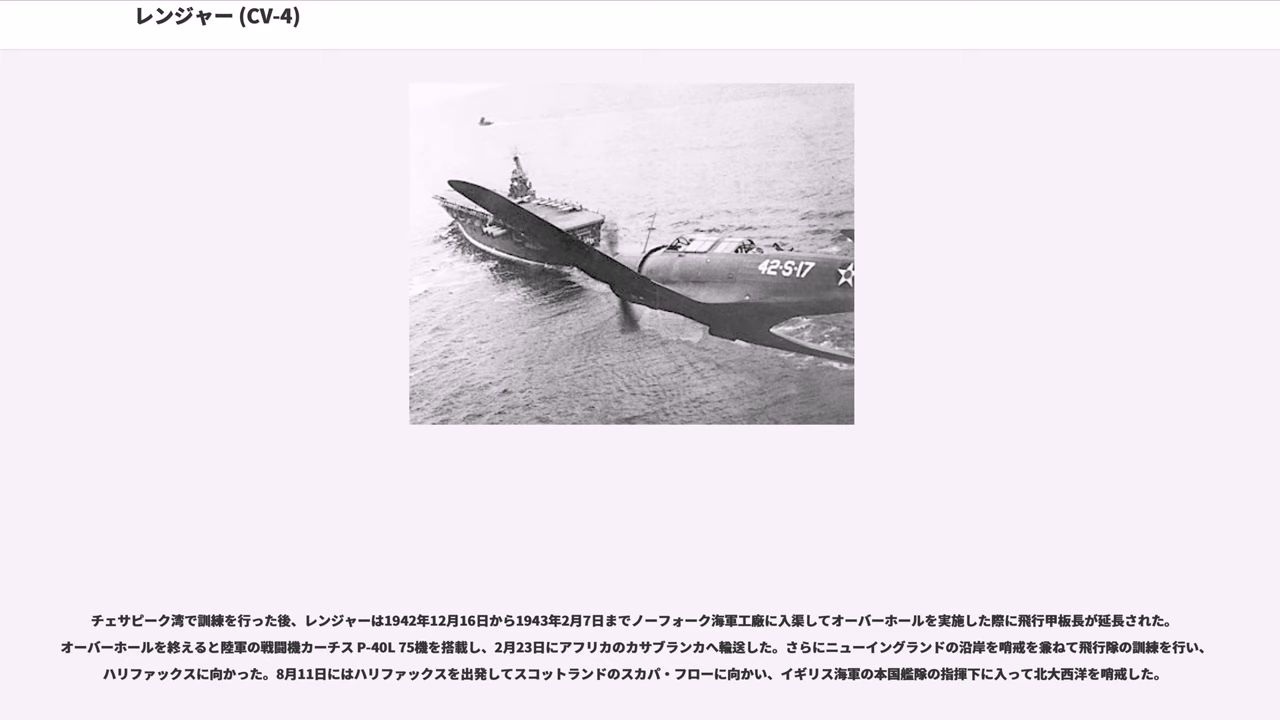 レンジャー (CV-4)
42-S-17
チェサピーク湾で訓練を行った後、レンジャーは1942年12月16日から1943年2月7日までノーフォーク海軍工廠に入渠してオーバーホールを実施した際に飛行甲板長が延長された。
オーバーホールを終えると陸軍の戦闘機カーチス P-40L 75機を搭載し、2月23日にアフリカのカサブランカへ輸送した。さらにニューイングランドの沿岸を哨戒を兼ねて飛行隊の訓練を行い、
ハリファックスに向かった。8月11日にはハリファックスを出発してスコットランドのスカパ・フローに向かい、イギリス海軍の本国艦隊の指揮下に入って北大西洋を哨戒した。